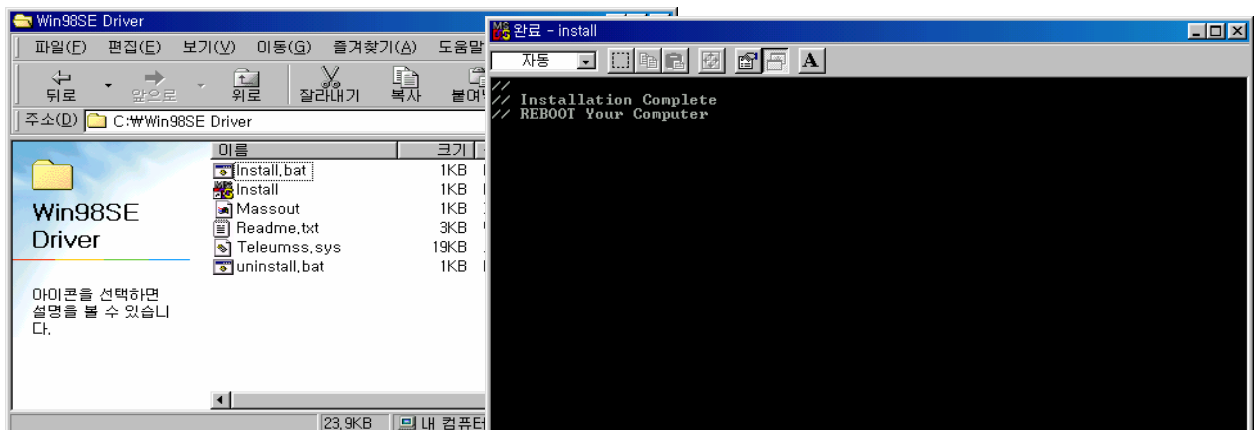 Win98SE Driver
파일(F) 편집(E) 보기(V) 이동(G) 즐겨찾기(A) 도움말
뒤로 앞으로 위로 잘라내기 복사
주소(D) C:₩Win98SE Driver
이름 크기
Install.bat 1KB
Install 1KB
Massout 1KB
Readme.txt 3KB
Teleumss.sys 19KB
uninstall.bat 1KB
Win98SE
Driver
아이콘을 선택하면
설명을 볼 수 있습니
다.
23.9KB 내 컴퓨터
완료 - install
자동 A
//
// Installation Complete
// REBOOT Your Computer